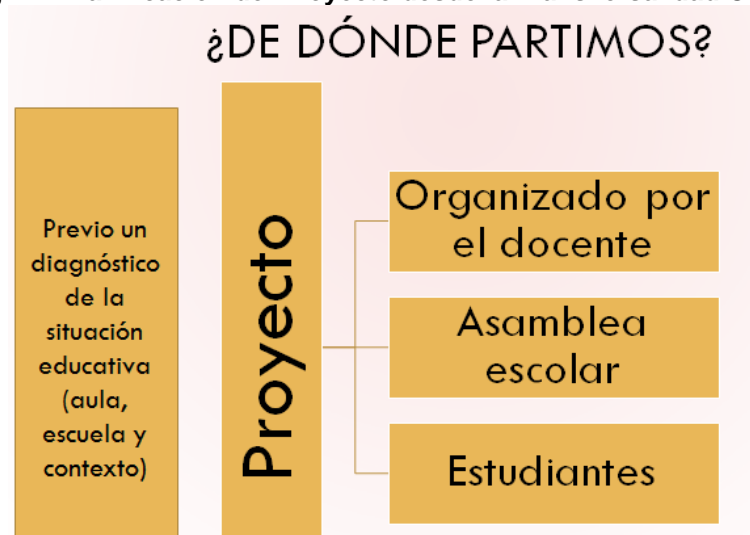 ¿DE DÓNDE PARTIMOS?
Previo un
diagnóstico
de la
situación
educativa
(aula,
escuela y
contexto)
Proyecto
Organizado por
el docente
Asamblea
escolar
Estudiantes